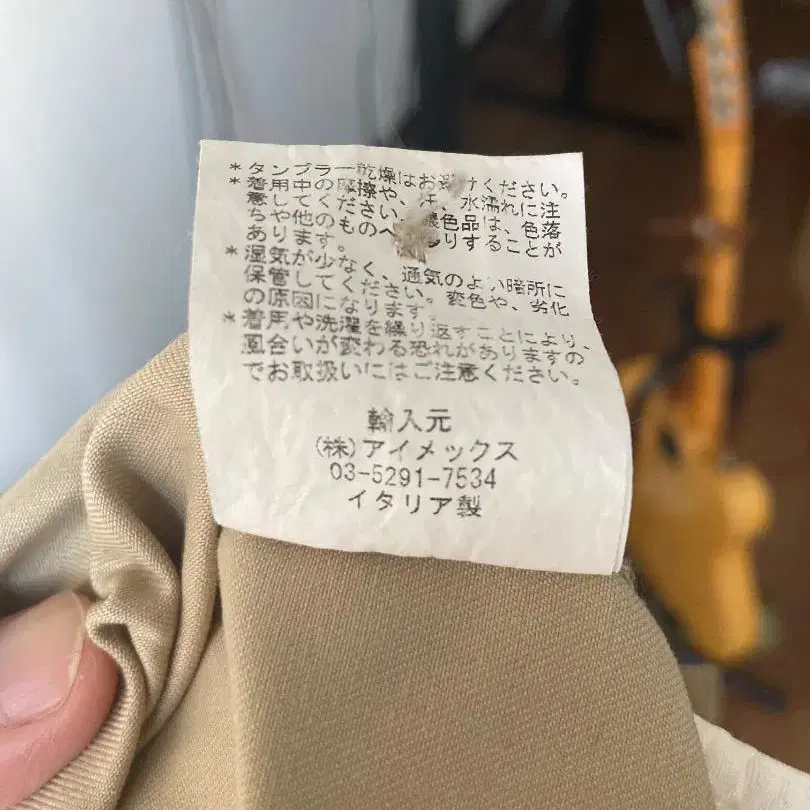 *タンブラー乾燥はお避けください。
*着用中の摩擦や、汗、水濡れに注
意してください。濃色品は、色落
ちや他のものへ移りすることが
あります。
*湿気が少なく、通気のよい暗所に
保管してください。変色や、劣化
の原因になります。
*着用や洗濯を繰り返すことにより、
風合いが変わる恐れがありますの
でお取扱いにはご注意ください。
輸入元
(株)アイメックス
03-5291-7534
イタリア製